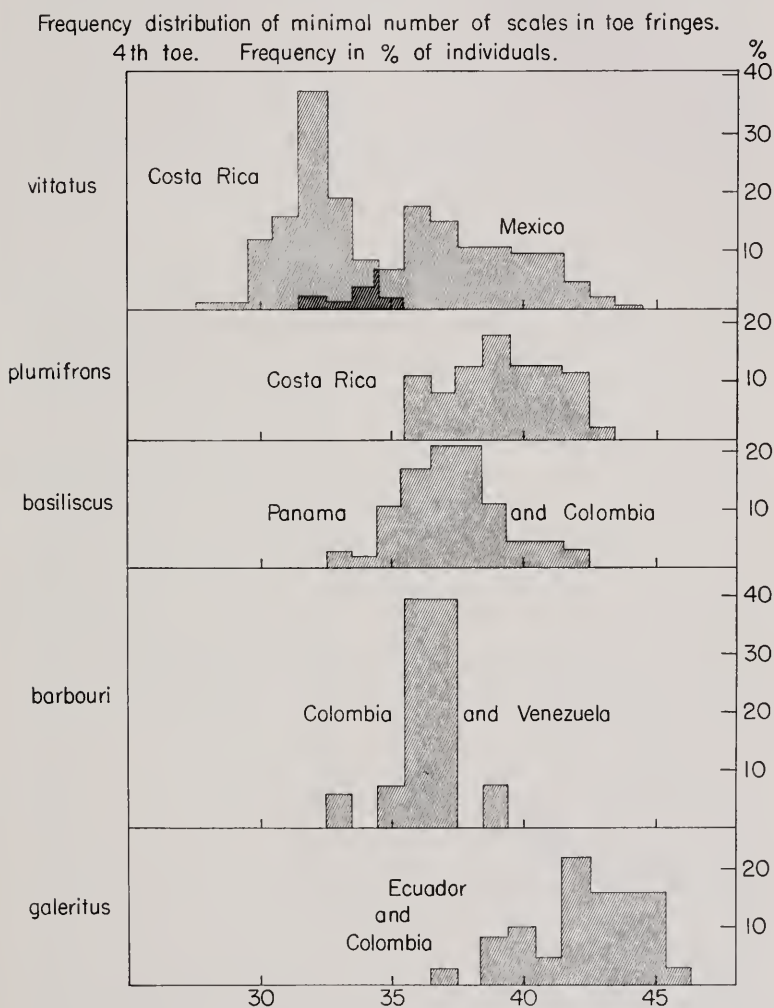 Frequency distribution of minimal number of scales in toe fringes.
4th toe. Frequency in % of individuals. %
40
30
vittatus
Costa Rica
20
Mexico
10
20
plumifrons
Costa Rica
10
20
basiliscus
Panama and Colombia
10
40
30
barbouri
Colombia and Venezuela
20
10
20
galeritus
Ecuador
and
Colombia
10
30 35 40 45